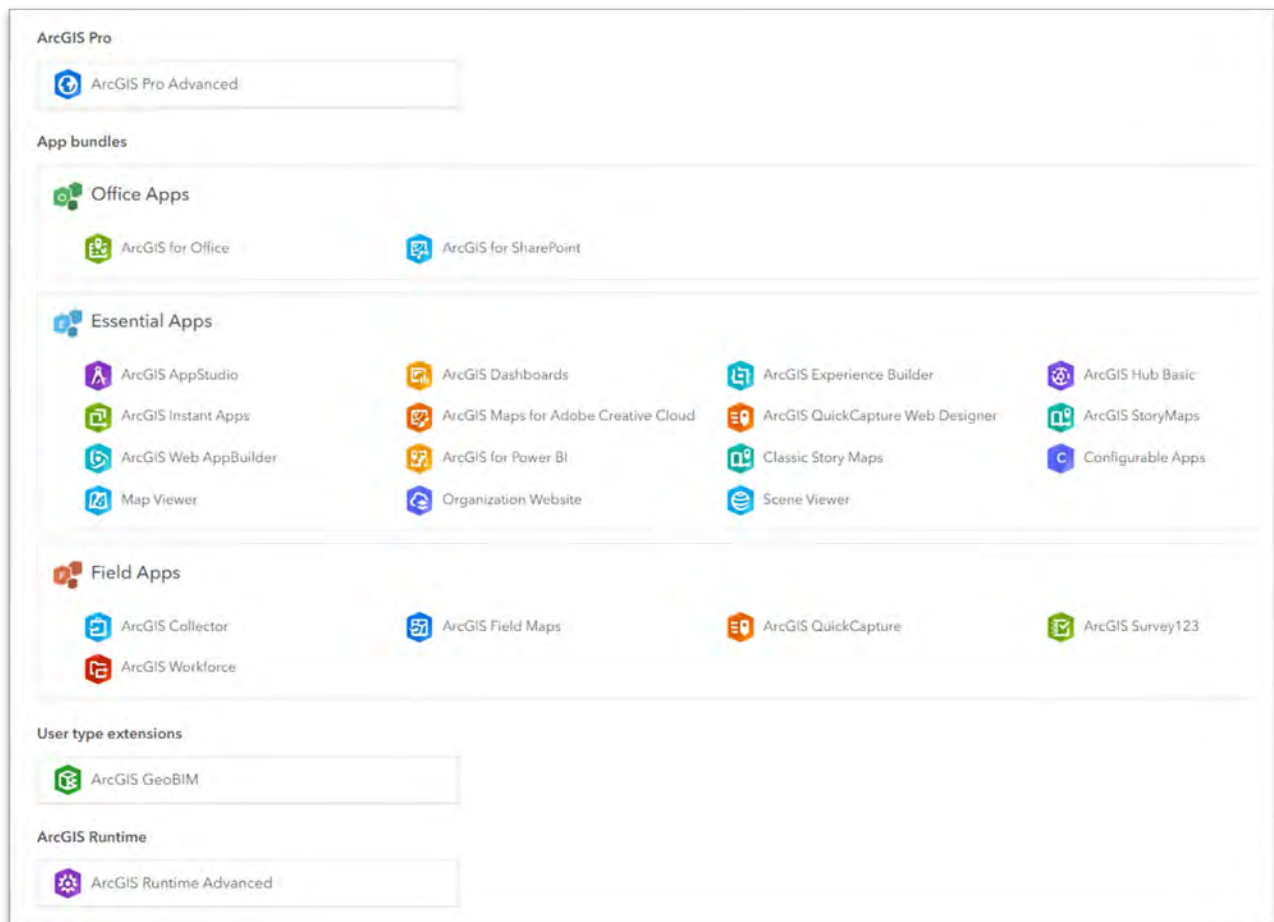 ArcGIS Pro
ArcGIS Pro Advanced
App bundles
Office Apps
ArcGIS for Office
ArcGIS for SharePoint
Essential Apps
ArcGIS AppStudio
ArcGIS Dashboards
ArcGIS Experience Builder
ArcGIS Hub Basic
ArcGIS Instant Apps
ArcGIS Maps for Adobe Creative Cloud
ArcGIS QuickCapture Web Designer
ArcGIS StoryMaps
ArcGIS Web AppBuilder
ArcGIS for Power BI
Classic Story Maps
C
Configurable Apps
Map Viewer
Organization Website
Scene Viewer
Field Apps
ArcGIS Collector
ArcGIS Field Maps
ArcGIS QuickCapture
ArcGIS Survey123
ArcGIS Workforce
User type extensions
ArcGIS GeoBIM
ArcGIS Runtime
ArcGIS Runtime Advanced